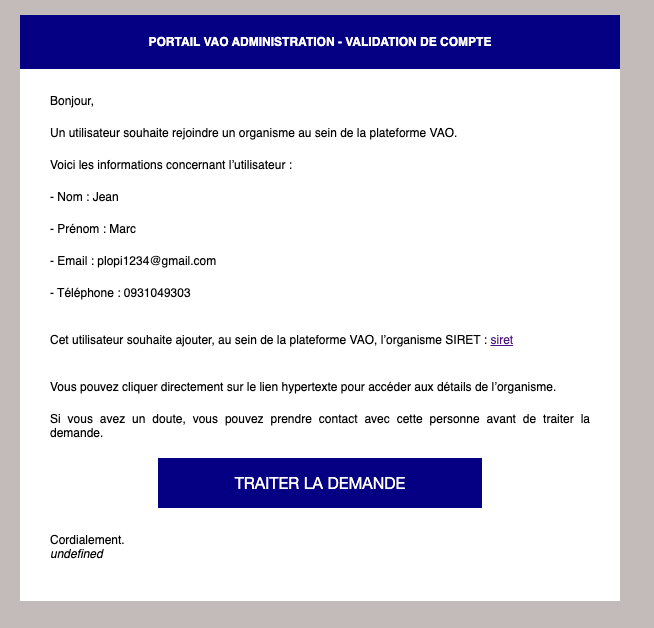 PORTAIL VAO ADMINISTRATION - VALIDATION DE COMPTE
Bonjour,
Un utilisateur souhaite rejoindre un organisme au sein de la plateforme VAO.
Voici les informations concernant l'utilisateur :
- Nom : Jean
- Prénom : Marc
- Email : plopi1234@gmail.com
- Téléphone : 0931049303
Cet utilisateur souhaite ajouter, au sein de la plateforme VAO, l'organisme SIRET : siret
Vous pouvez cliquer directement sur le lien hypertexte pour accéder aux détails de l'organisme.
Si vous avez un doute, vous pouvez prendre contact avec cette personne avant de traiter la
demande.
TRAITER LA DEMANDE
Cordialement.
undefined